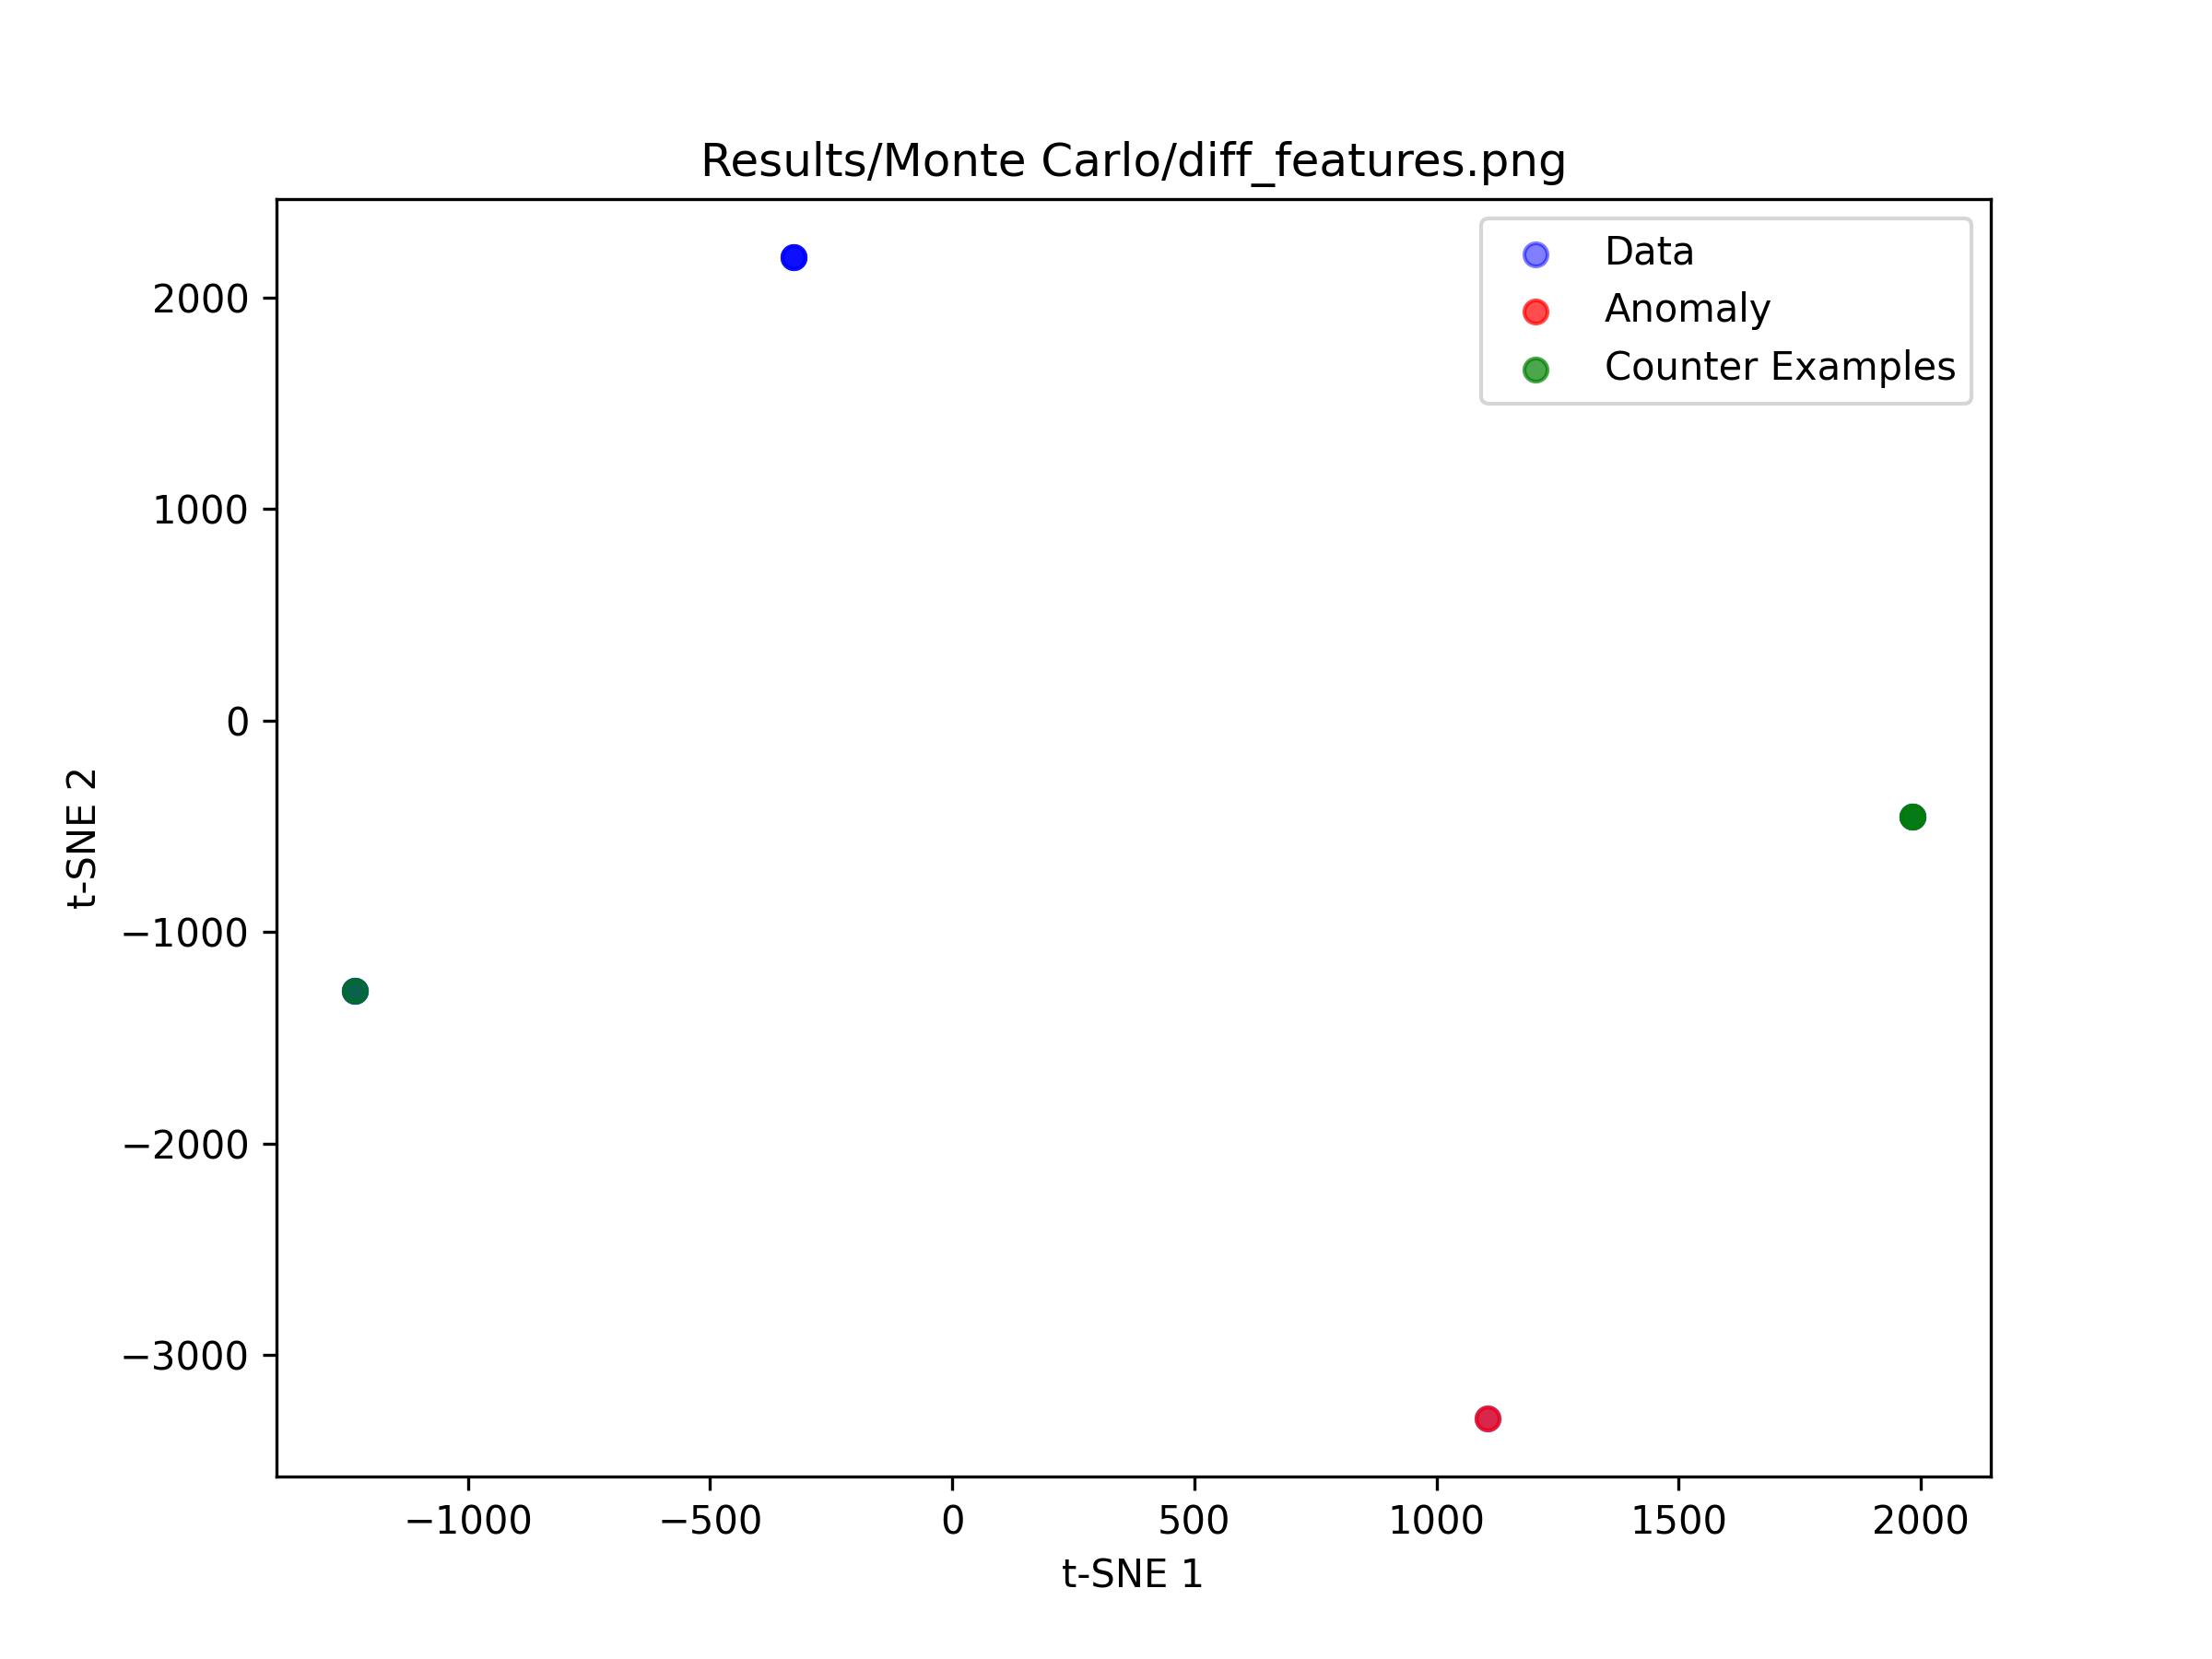 Results/Monte Carlo/diff_features.png
Data
Anomaly
Counter Examples
2000
1000
0
−1000
−2000
−3000
t-SNE 2
−1000
−500
0
500
1000
1500
2000
t-SNE 1